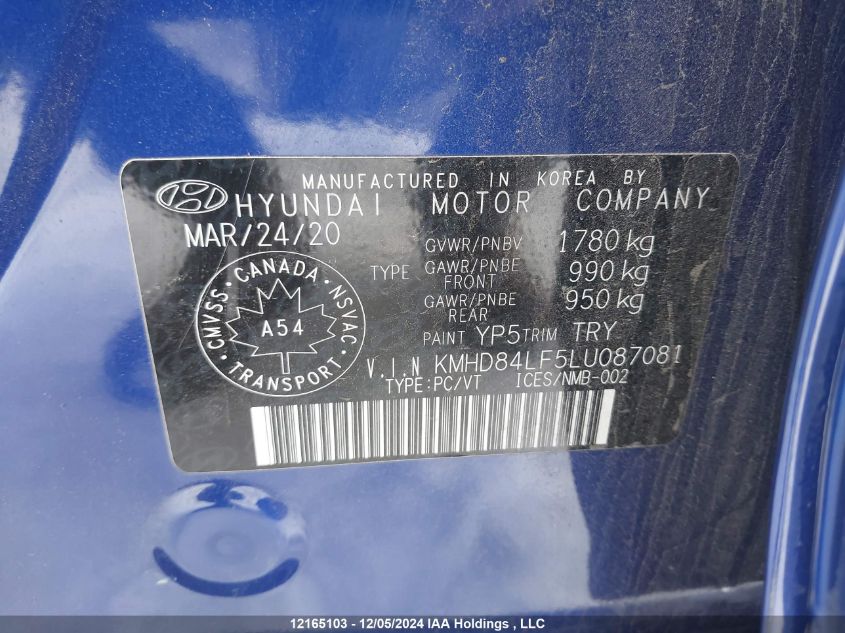 MANUFACTURED IN KOREA BY
HYUNDAI MOTOR COMPANY
MAR/24/20
GVWR/PNBV 1780 kg
TYPE GAWR/PNBE FRONT 990 kg
GAWR/PNBE REAR 950 kg
PAINT YP5 TRIM TRY
CMVSS · CANADA · NSVAC
A54
TRANSPORT
V.I.N KMHD84LF5LU087081
TYPE:PC/VT ICES/NMB-002
12165103 - 12/05/2024 IAA Holdings , LLC